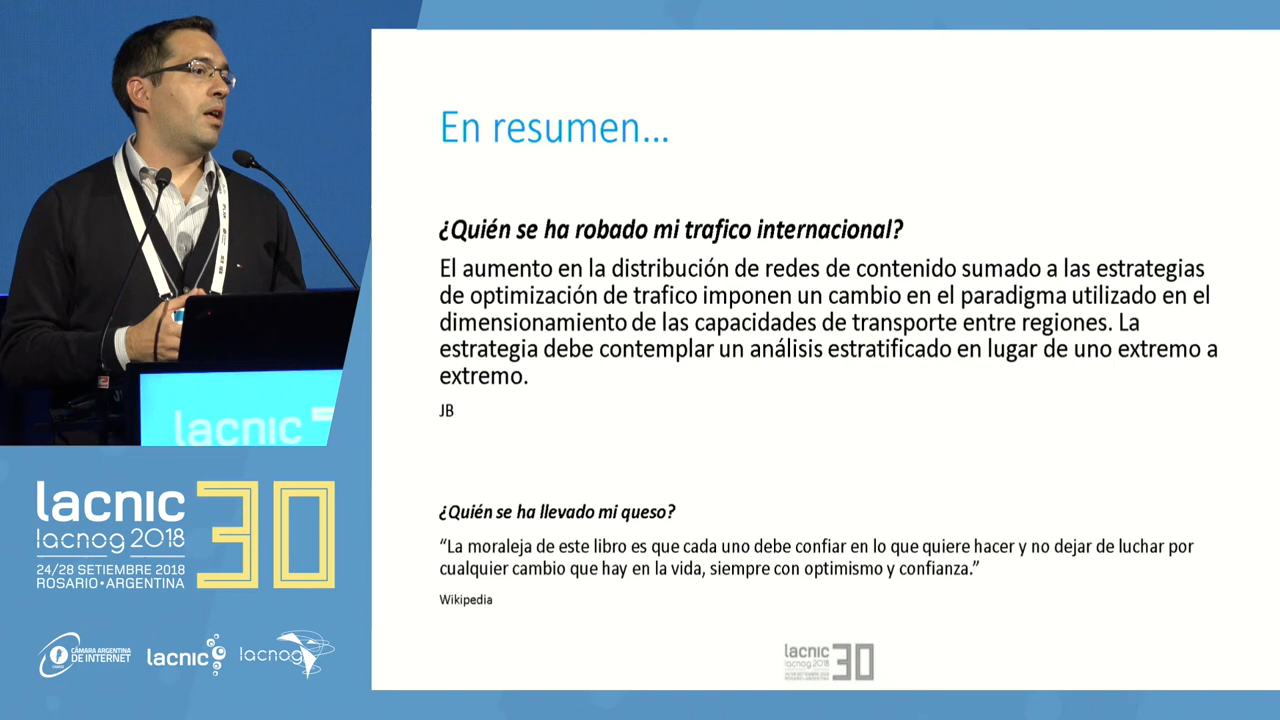 En resumen...
¿Quién se ha robado mi trafico internacional?
El aumento en la distribución de redes de contenido sumado a las estrategias
de optimización de trafico imponen un cambio en el paradigma utilizado en el
dimensionamiento de las capacidades de transporte entre regiones. La
estrategia debe contemplar un análisis estratificado en lugar de uno extremo a
extremo.
JB
¿Quién se ha llevado mi queso?
“La moraleja de este libro es que cada uno debe confiar en lo que quiere hacer y no dejar de luchar por
cualquier cambio que hay en la vida, siempre con optimismo y confianza.”
Wikipedia
lacnic 30
lacnog 2018
lacnic
lacnic 30
lacnog 2018
24/28 SETIEMBRE 2018
ROSARIO•ARGENTINA
CÁMARA ARGENTINA
DE INTERNET
lacnic
lacnog